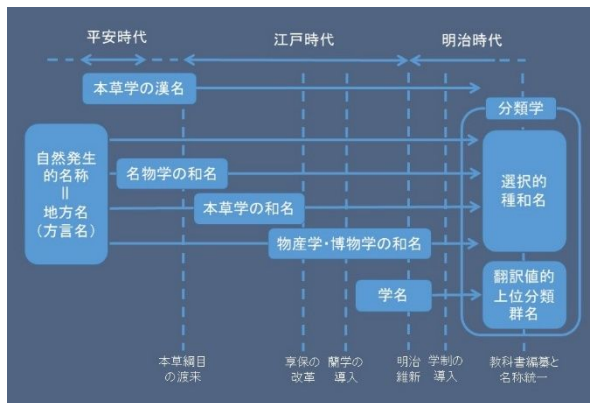 平安時代
江戸時代
明治時代
本草学の漢名
分類学
自然発生
的名称
＝
地方名
（方言名）
名物学の和名
本草学の和名
物産学・博物学の和名
選択的
種和名
学名
翻訳値的
上位分類
群名
本草綱目
の渡来
享保の
改革
蘭学の
導入
明治
維新
学制の
導入
教科書編纂と
名称統一